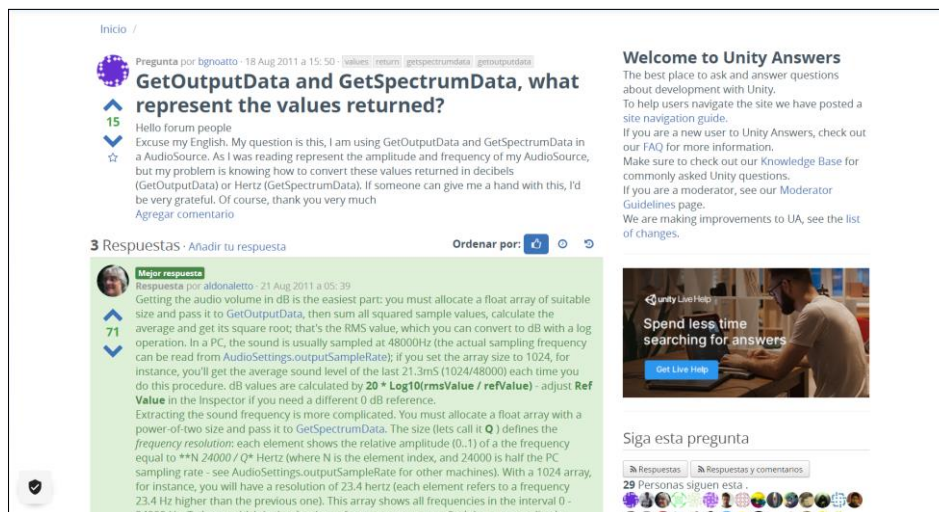 Inicio /
Pregunta por bgnoatto · 18 Aug 2011 a 15: 50 · values return getspectrumdata getoutputdata
GetOutputData and GetSpectrumData, what
represent the values returned?
15
Hello forum people
Excuse my English. My question is this, I am using GetOutputData and GetSpectrumData in
a AudioSource. As I was reading represent the amplitude and frequency of my AudioSource,
but my problem is knowing how to convert these values returned in decibels
(GetOutputData) or Hertz (GetSpectrumData). If someone can give me a hand with this, I'd
be very grateful. Of course, thank you very much
Agregar comentario
3 Respuestas · Añadir tu respuesta
Ordenar por:
Mejor respuesta
Respuesta por aldonaletto · 21 Aug 2011 a 05: 39
71
Getting the audio volume in dB is the easiest part: you must allocate a float array of suitable
size and pass it to GetOutputData, then sum all squared sample values, calculate the
average and get its square root; that's the RMS value, which you can convert to dB with a log
operation. In a PC, the sound is usually sampled at 48000Hz (the actual sampling frequency
can be read from AudioSettings.outputSampleRate); if you set the array size to 1024, for
instance, you'll get the average sound level of the last 21.3mS (1024/48000) each time you
do this procedure. dB values are calculated by 20 * Log10(rmsValue / refValue) - adjust Ref
Value in the Inspector if you need a different 0 dB reference.
Extracting the sound frequency is more complicated. You must allocate a float array with a
power-of-two size and pass it to GetSpectrumData. The size (lets call it Q ) defines the
frequency resolution: each element shows the relative amplitude (0..1) of a the frequency
equal to **N 24000 / Q* Hertz (where N is the element index, and 24000 is half the PC
sampling rate - see AudioSettings.outputSampleRate for other machines). With a 1024 array,
for instance, you will have a resolution of 23.4 hertz (each element refers to a frequency
23.4 Hz higher than the previous one). This array shows all frequencies in the interval 0 -
Welcome to Unity Answers
The best place to ask and answer questions
about development with Unity.
To help users navigate the site we have posted a
site navigation guide.
If you are a new user to Unity Answers, check out
our FAQ for more information.
Make sure to check out our Knowledge Base for
commonly asked Unity questions.
If you are a moderator, see our Moderator
Guidelines page.
We are making improvements to UA, see the list
of changes.
unity Live Help
Spend less time
searching for answers
Get Live Help
Siga esta pregunta
Respuestas
Respuestas y comentarios
29 Personas siguen esta .